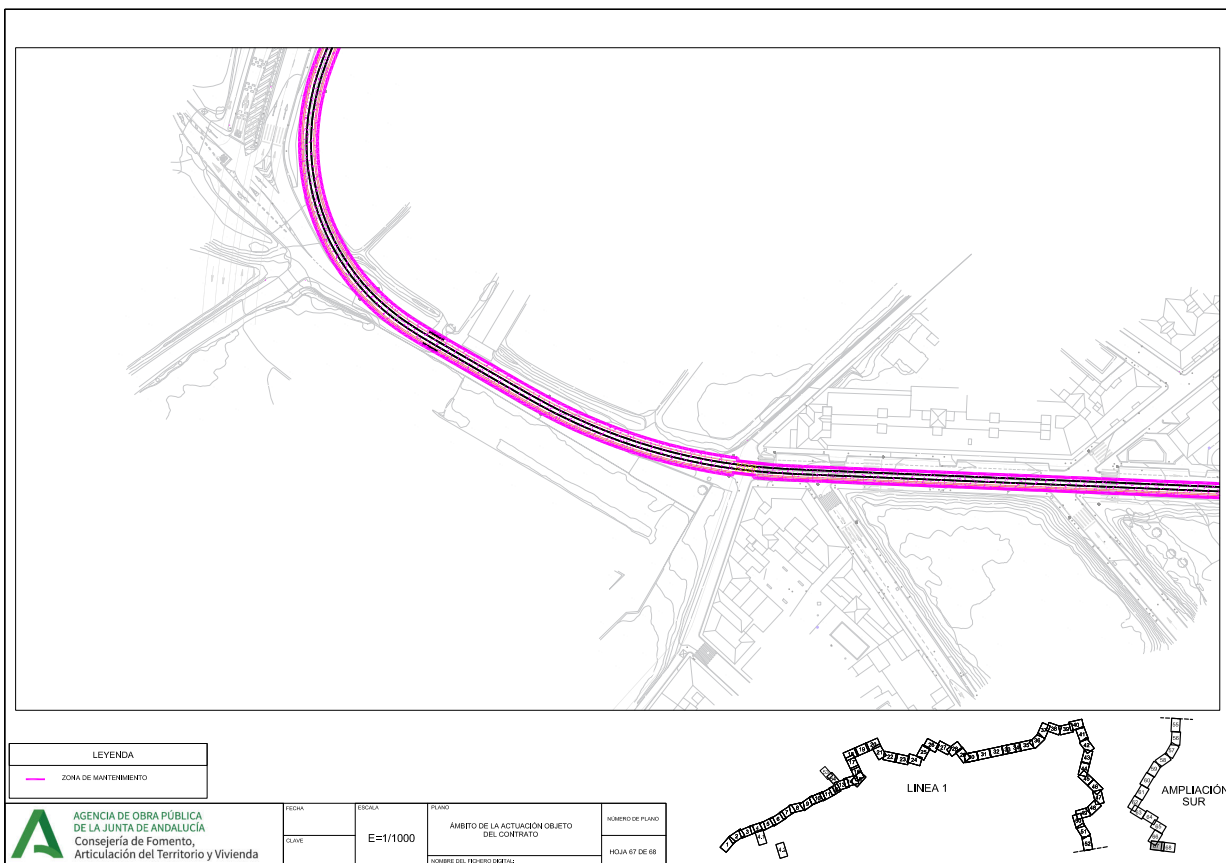 LEYENDA
ZONA DE MANTENIMIENTO
AGENCIA DE OBRA PÚBLICA
DE LA JUNTA DE ANDALUCÍA
Consejería de Fomento,
Articulación del Territorio y Vivienda
FECHA
CLAVE
ESCALA
E=1/1000
PLANO
ÁMBITO DE LA ACTUACIÓN OBJETO
DEL CONTRATO
NOMBRE DEL FICHERO DIGITAL:
NÚMERO DE PLANO
HOJA 67 DE 68
LINEA 1
AMPLIACIÓN
SUR